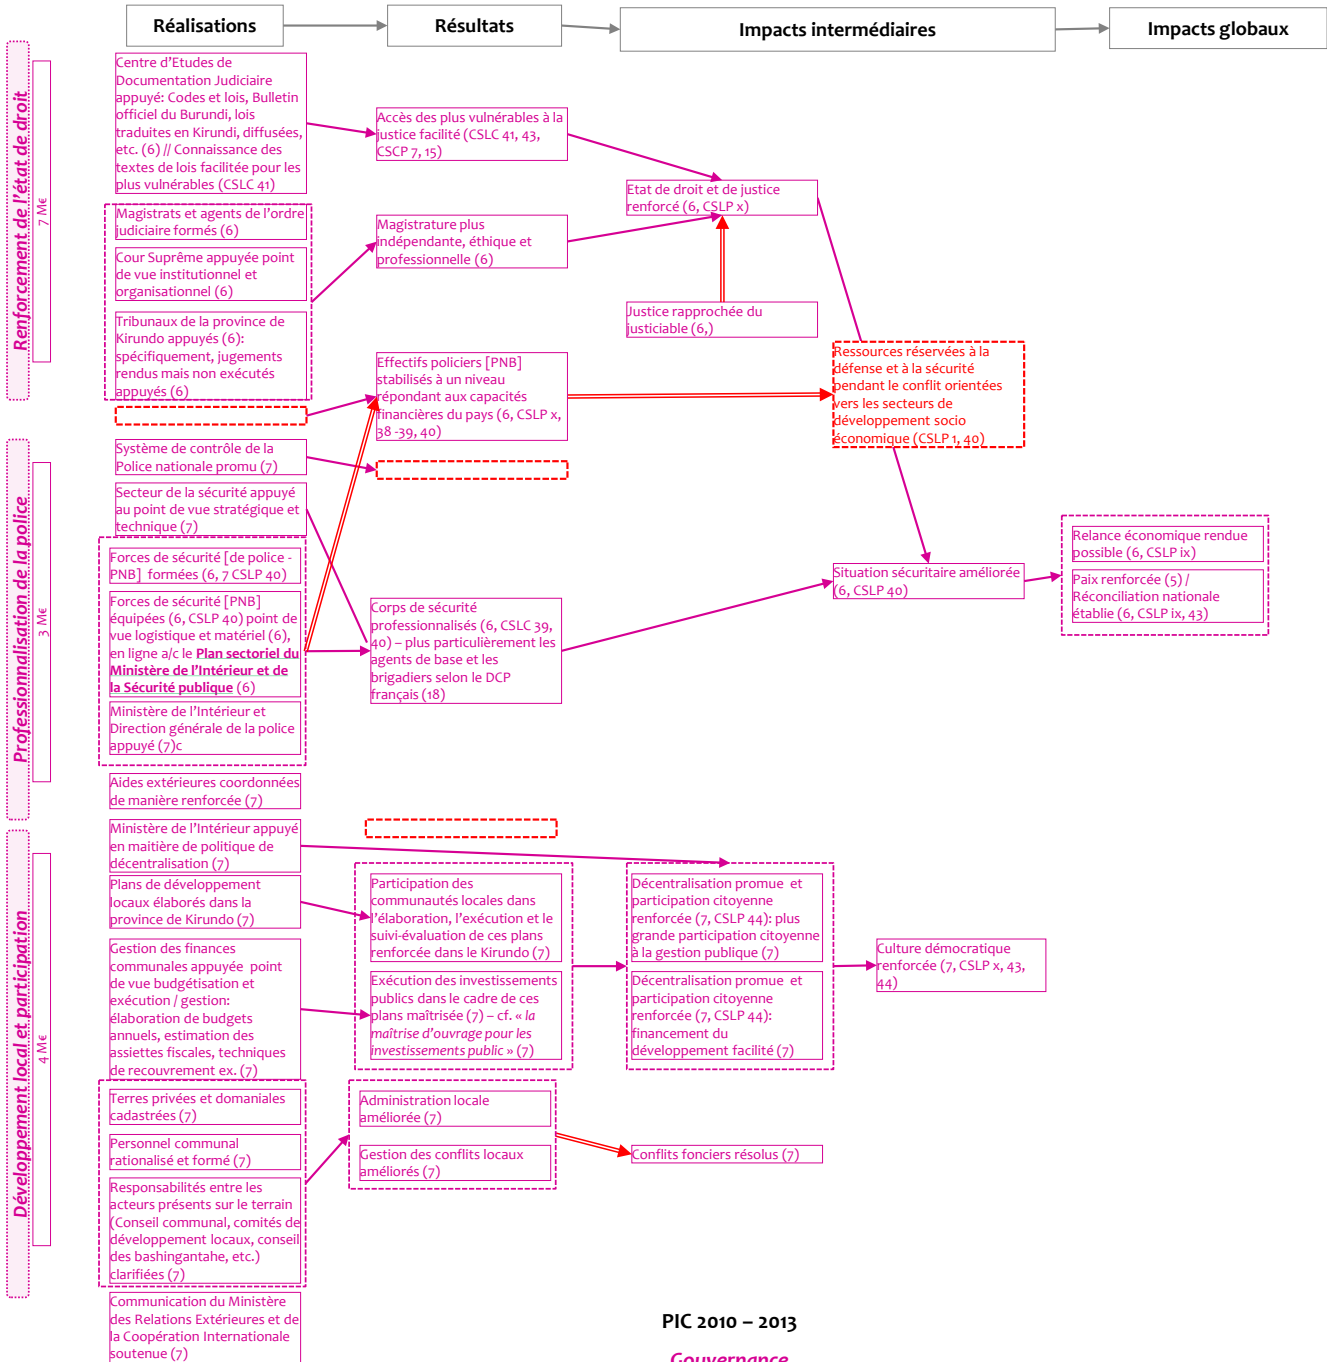 Réalisations
Résultats
Impacts intermédiaires
Impacts globaux
Renforcement de l'état de droit
7 M€
Centre d'Etudes de
Documentation Judiciaire
appuyé: Codes et lois, Bulletin
officiel du Burundi, lois
traduites en Kirundi, diffusées,
etc. (6) // Connaissance des
textes de lois facilitée pour les
plus vulnérables (CSLC 41)
Magistrats et agents de l'ordre
judiciaire formés (6)
Cour Suprême appuyée point
de vue institutionnel et
organisationnel (6)
Tribunaux de la province de
Kirundo appuyés (6):
spécifiquement, jugements
rendus mais non exécutés
appuyés (6)
Accès des plus vulnérables à la
justice facilité (CSLC 41, 43,
CSCP 7, 15)
Magistrature plus
indépendante, éthique et
professionnelle (6)
Effectifs policiers [PNB]
stabilisés à un niveau
répondant aux capacités
financières du pays (6, CSLP x,
38 -39, 40)
Etat de droit et de justice
renforcé (6, CSLP x)
Justice rapprochée du
justiciable (6,)
Ressources réservées à la
défense et à la sécurité
pendant le conflit orientées
vers les secteurs de
développement socio
économique (CSLP 1, 40)
Professionnalisation de la police
3 M€
Système de contrôle de la
Police nationale promu (7)
Secteur de la sécurité appuyé
au point de vue stratégique et
technique (7)
Forces de sécurité [de police -
PNB] formées (6, 7 CSLP 40)
Forces de sécurité [PNB]
équipées (6, CSLP 40) point de
vue logistique et matériel (6),
en ligne a/c le Plan sectoriel du
Ministère de l'Intérieur et de
la Sécurité publique (6)
Ministère de l'Intérieur et
Direction générale de la police
appuyé (7)c
Aides extérieures coordonnées
de manière renforcée (7)
Corps de sécurité
professionnalisés (6, CSLC 39,
40) – plus particulièrement les
agents de base et les
brigadiers selon le DCP
français (18)
Situation sécuritaire améliorée
(6, CSLP 40)
Relance économique rendue
possible (6, CSLP ix)
Paix renforcée (5) /
Réconciliation nationale
établie (6, CSLP ix, 43)
Développement local et participation
4 M€
Ministère de l'Intérieur appuyé
en maitière de politique de
décentralisation (7)
Plans de développement
locaux élaborés dans la
province de Kirundo (7)
Gestion des finances
communales appuyée point
de vue budgétisation et
exécution / gestion:
élaboration de budgets
annuels, estimation des
assiettes fiscales, techniques
de recouvrement ex. (7)
Terres privées et domaniales
cadastrées (7)
Personnel communal
rationalisé et formé (7)
Responsabilités entre les
acteurs présents sur le terrain
(Conseil communal, comités de
développement locaux, conseil
des bashingantahe, etc.)
clarifiées (7)
Communication du Ministère
des Relations Extérieures et de
la Coopération Internationale
soutenue (7)
Participation des
communautés locales dans
l'élaboration, l'exécution et le
suivi-évaluation de ces plans
renforcée dans le Kirundo (7)
Exécution des investissements
publics dans le cadre de ces
plans maîtrisée (7) – cf. « la
maîtrise d'ouvrage pour les
investissements public » (7)
Administration locale
améliorée (7)
Gestion des conflits locaux
améliorés (7)
Décentralisation promue et
participation citoyenne
renforcée (7, CSLP 44): plus
grande participation citoyenne
à la gestion publique (7)
Décentralisation promue et
participation citoyenne
renforcée (7, CSLP 44):
financement du
développement facilité (7)
Conflits fonciers résolus (7)
Culture démocratique
renforcée (7, CSLP x, 43,
44)
PIC 2010 – 2013
Gouvernance